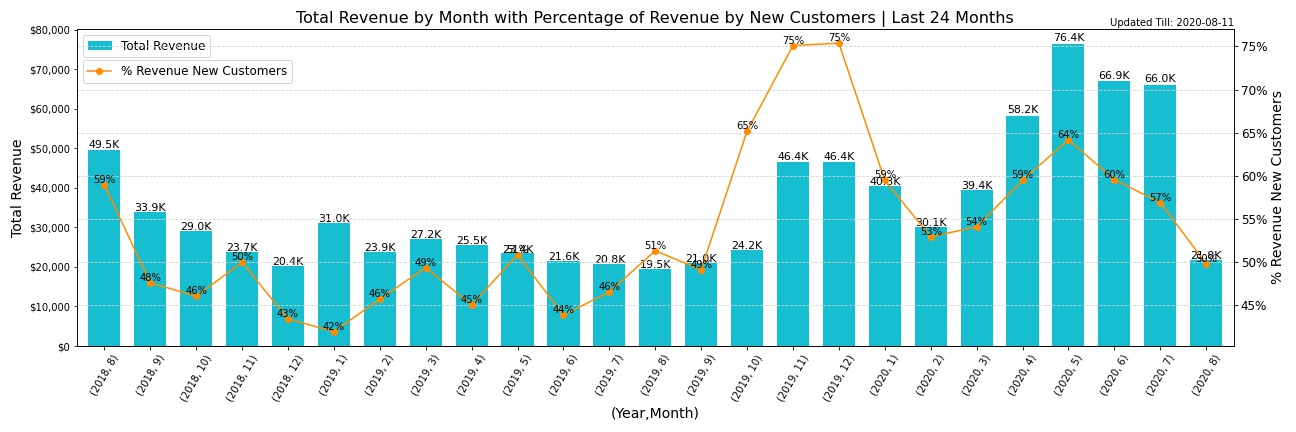 Total Revenue by Month with Percentage of Revenue by New Customers | Last 24 Months
Updated Till: 2020-08-11
Total Revenue
% Revenue New Customers
Total Revenue
$80,000
$70,000
$60,000
$50,000
$40,000
$30,000
$20,000
$10,000
$0
49.5K
33.9K
29.0K
23.7K
20.4K
31.0K
23.9K
27.2K
25.5K
21.6K
20.8K
19.5K
21.0K
24.2K
46.4K
46.4K
40.3K
30.1K
39.4K
58.2K
76.4K
66.9K
66.0K
59%
48%
46%
50%
43%
42%
46%
49%
45%
51%
44%
46%
51%
49%
65%
75%
75%
59%
53%
54%
59%
64%
60%
57%
50%
75%
70%
65%
60%
55%
50%
45%
% Revenue New Customers
(2018, 8)
(2018, 9)
(2018, 10)
(2018, 11)
(2018, 12)
(2019, 1)
(2019, 2)
(2019, 3)
(2019, 4)
(2019, 5)
(2019, 6)
(2019, 7)
(2019, 8)
(2019, 9)
(2019, 10)
(2019, 11)
(2019, 12)
(2020, 1)
(2020, 2)
(2020, 3)
(2020, 4)
(2020, 5)
(2020, 6)
(2020, 7)
(2020, 8)
(Year,Month)